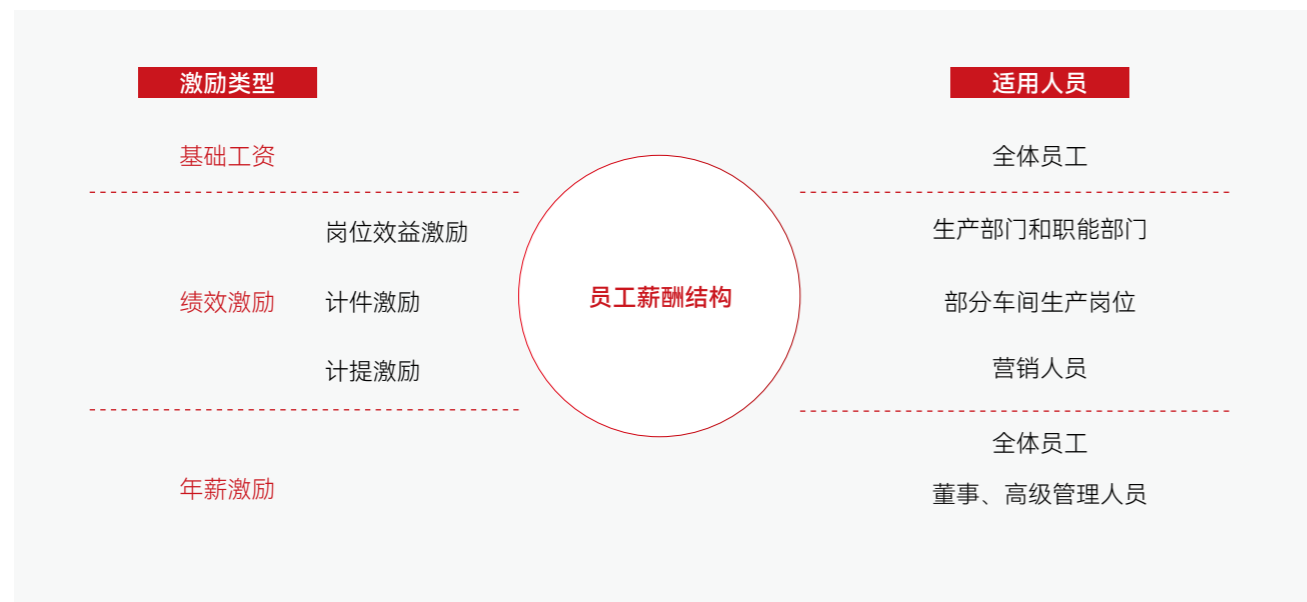 激励类型
适用人员
基础工资
全体员工
岗位效益激励
生产部门和职能部门
员工薪酬结构
绩效激励
计件激励
部分车间生产岗位
计提激励
营销人员
全体员工
年薪激励
董事、高级管理人员